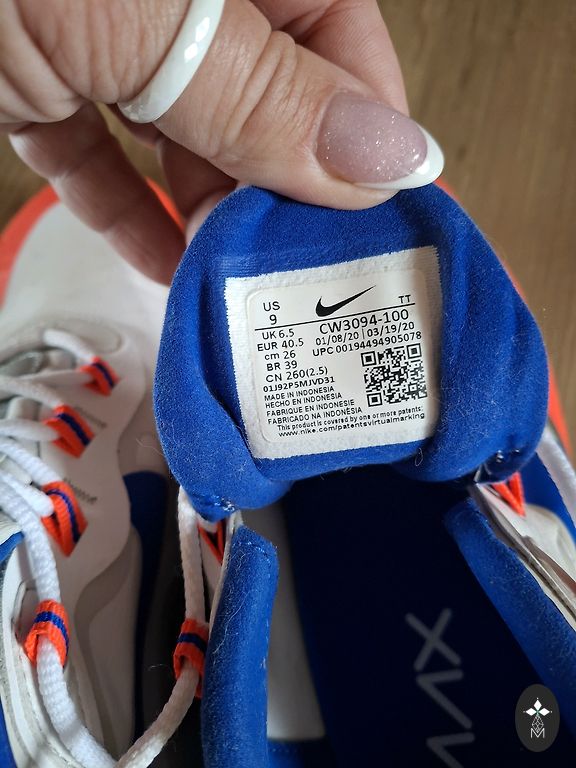 US
9
TT
UK 6.5
CW3094-100
EUR 40.5
01/08/20 | 03/19/20
cm 26
UPC 00194494905078
BR 39
CN 260(2.5)
01J92P5MJVD31
MADE IN INDONESIA
HECHO EN INDONESIA
FABRIQUE EN INDONESIE
FABRICADO NA INDONÉSIA
This product is covered by one or more patents:
www.nike.com/patentsvirtualmarking
M